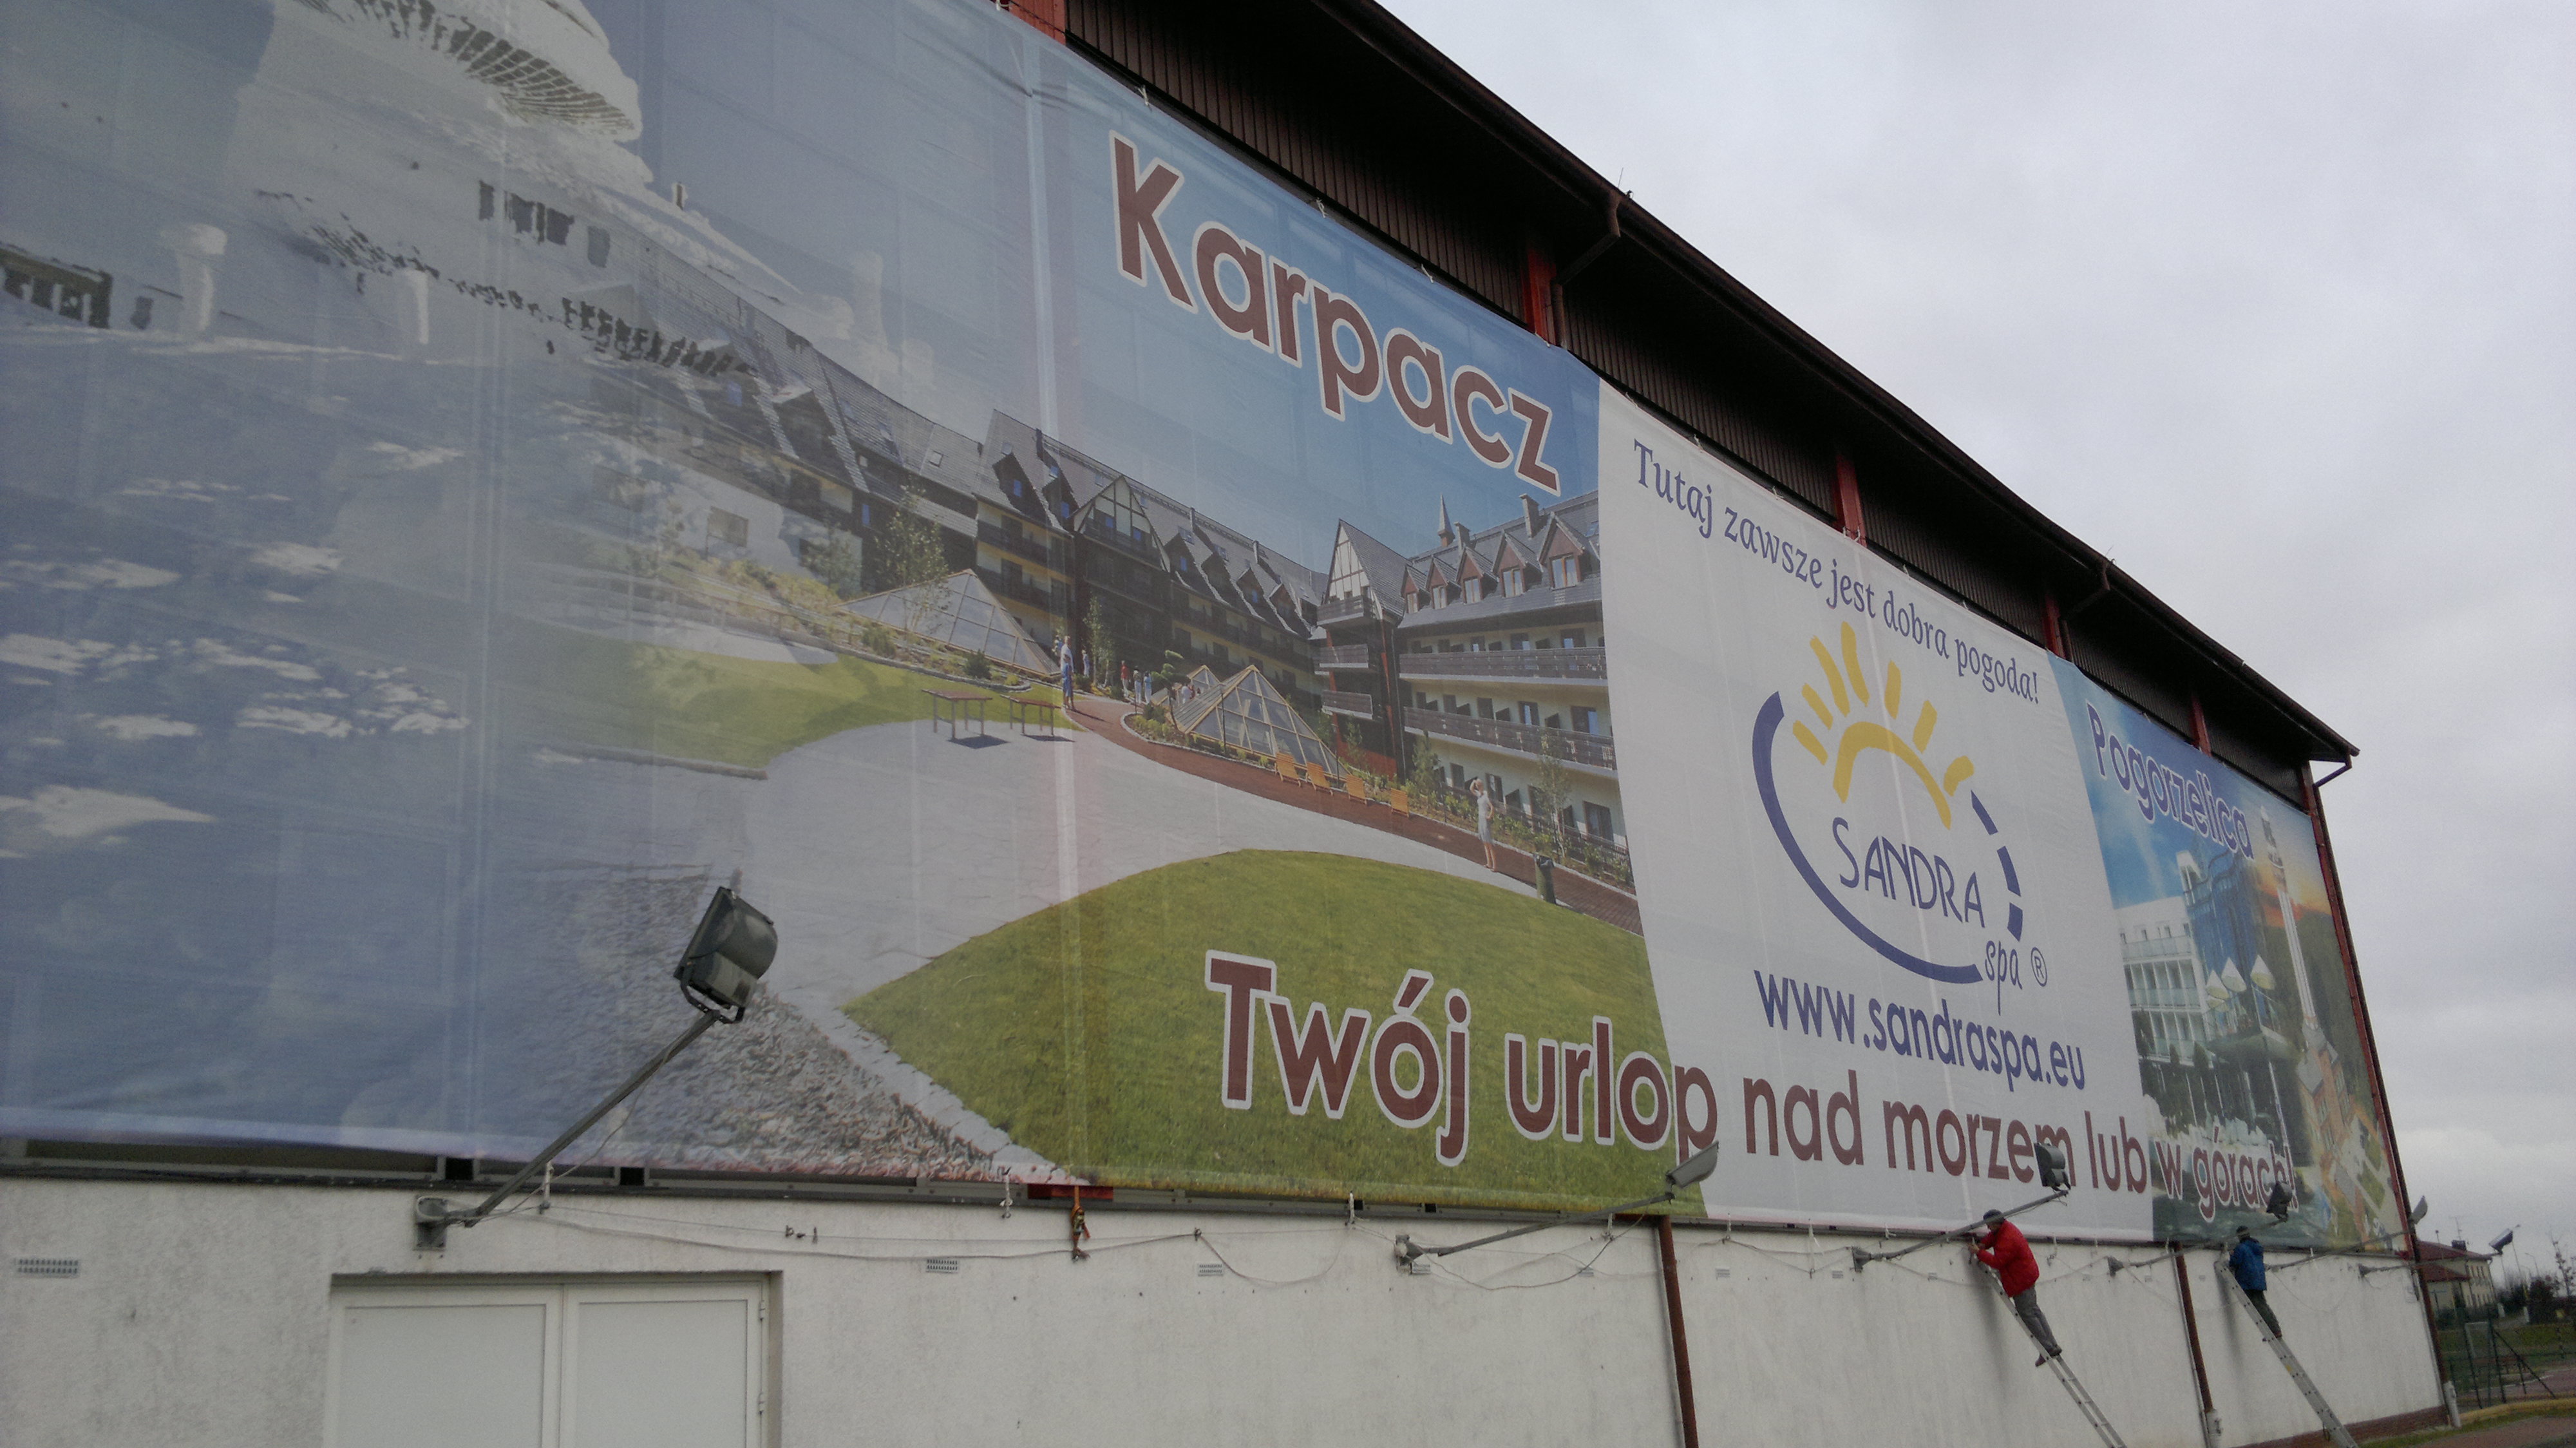 Karpacz
Tutaj zawsze jest dobra pogoda!
SANDRA
spa ®
www.sandraspa.eu
Pogorzelica
Twój urlop nad morzem lub w górach!